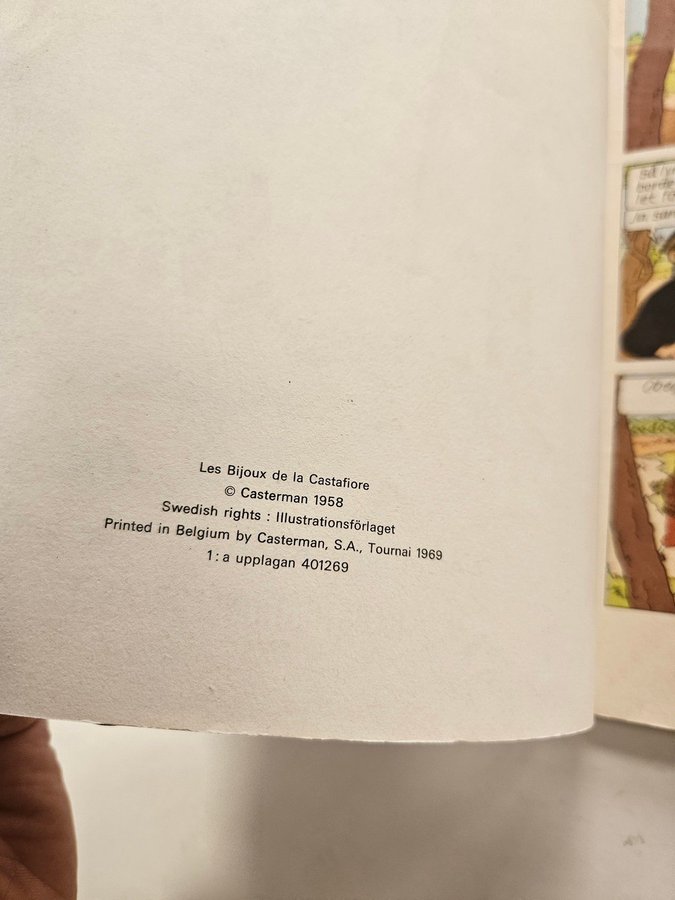 Les Bijoux de la Castafiore
© Casterman 1958
Swedish rights : Illustrationsförlaget
Printed in Belgium by Casterman, S.A., Tournai 1969
1:a upplagan 401269